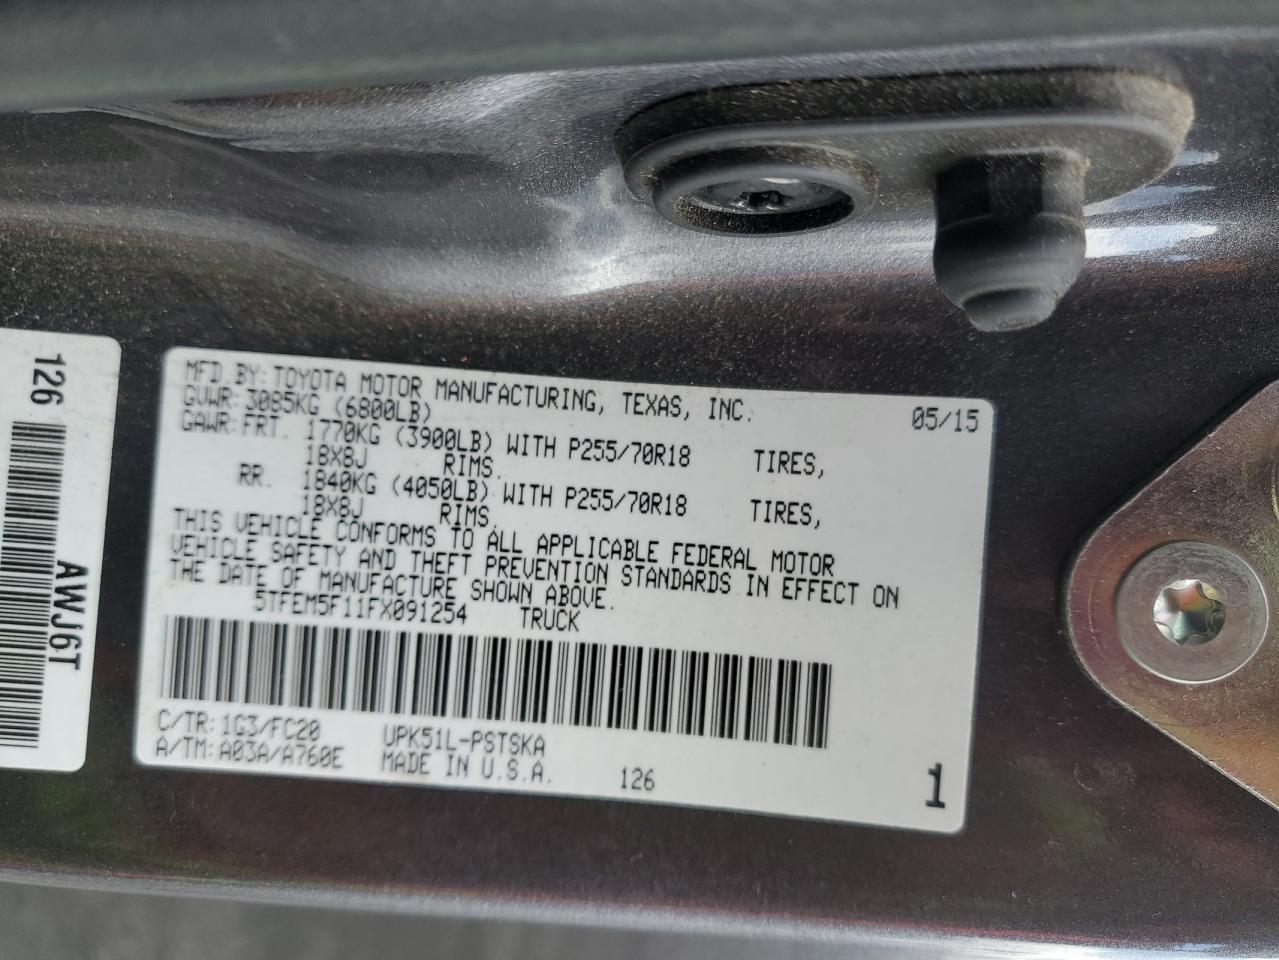 126
AWJ6T
MFD BY: TOYOTA MOTOR MANUFACTURING, TEXAS, INC. 05/15
GVWR: 3085KG (6800LB)
GAWR: FRT. 1770KG (3900LB) WITH P255/70R18 TIRES,
18X8J RIMS.
RR. 1840KG (4050LB) WITH P255/70R18 TIRES,
18X8J RIMS.
THIS VEHICLE CONFORMS TO ALL APPLICABLE FEDERAL MOTOR
VEHICLE SAFETY AND THEFT PREVENTION STANDARDS IN EFFECT ON
THE DATE OF MANUFACTURE SHOWN ABOVE.
5TFEM5F11FX091254 TRUCK
C/TR: 1G3/FC20 UPK51L-PSTSKA
A/TM: A03A/A760E MADE IN U.S.A. 126
1